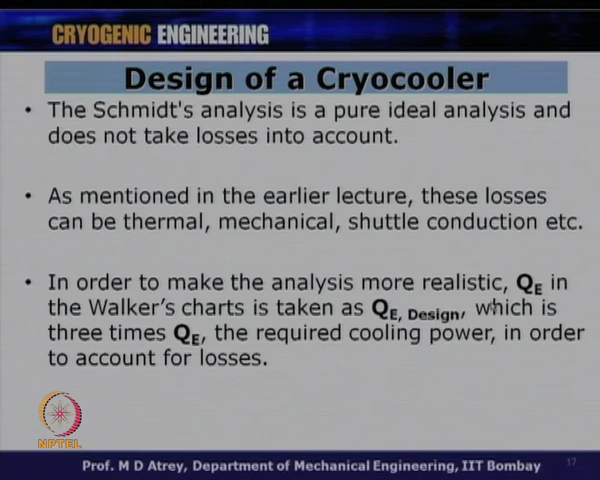 CRYOGENIC ENGINEERING
Design of a Cryocooler
• The Schmidt's analysis is a pure ideal analysis and
does not take losses into account.
• As mentioned in the earlier lecture, these losses
can be thermal, mechanical, shuttle conduction etc.
• In order to make the analysis more realistic, QE in
the Walker's charts is taken as QE, Design, which is
three times QE, the required cooling power, in order
to account for losses.
NPTEL
Prof. M D Atrey, Department of Mechanical Engineering, IIT Bombay
17